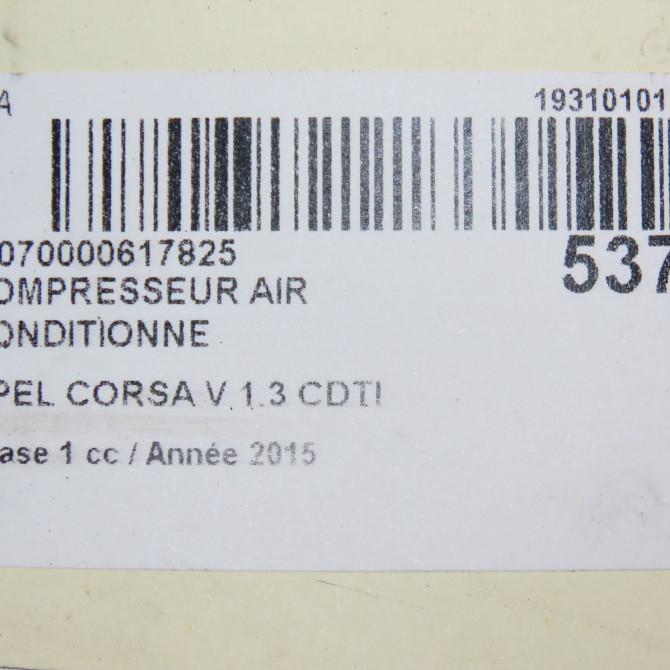 A 19310101
070000617825 537
OMPRESSEUR AIR
ONDITIONNE
PEL CORSA V 1.3 CDTI
ase 1 cc / Année 2015